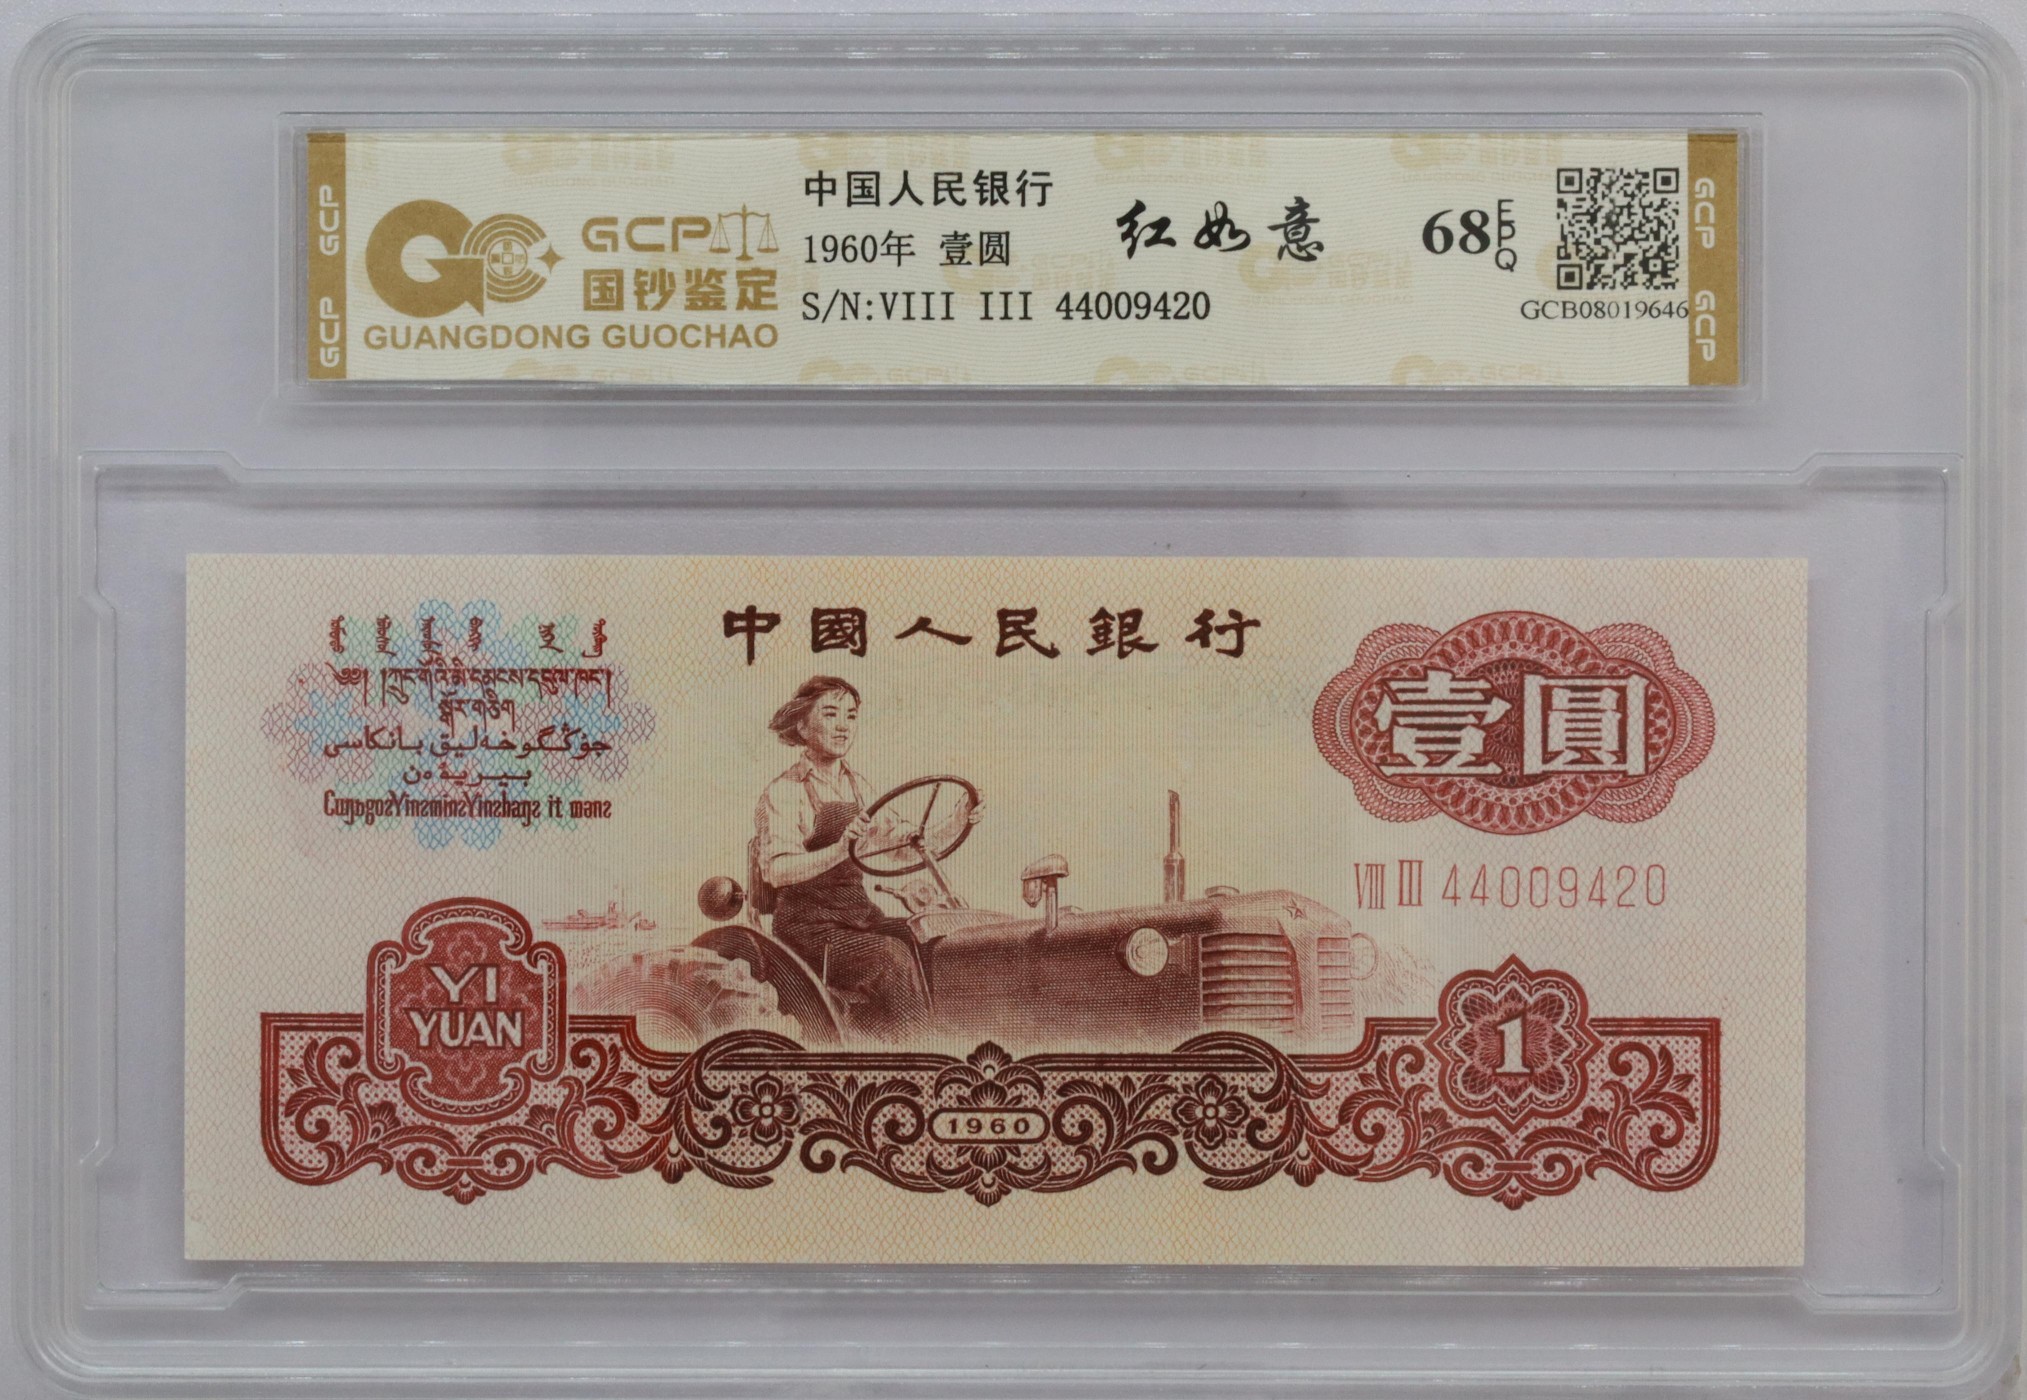 GCP GCP
GCP
国钞鉴定
GUANGDONG GUOCHAO
中国人民银行
1960年 壹圆
S/N:VIII III 44009420
红如意
68 EPQ
GCB08019646
GCP GCP
中國人民銀行
壹圓
VIII III 44009420
YI
YUAN
1960
1